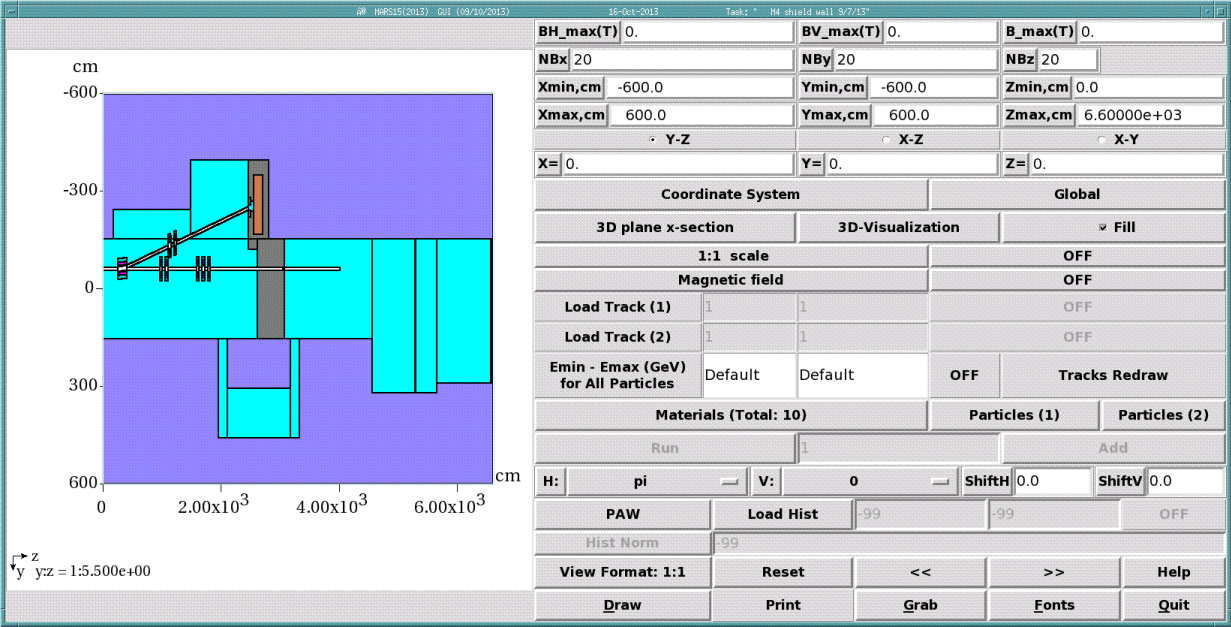 MARS15(2013) GUI (09/10/2013) 16-Oct-2013 Task: " M4 shield wall 9/7/13"
BH_max(T) 0. BV_max(T) 0. B_max(T) 0.
NBx 20 NBy 20 NBz 20
Xmin,cm -600.0 Ymin,cm -600.0 Zmin,cm 0.0
Xmax,cm 600.0 Ymax,cm 600.0 Zmax,cm 6.60000e+03
Y-Z X-Z X-Y
X= 0. Y= 0. Z= 0.
Coordinate System Global
3D plane x-section 3D-Visualization Fill
1:1 scale OFF
Magnetic field OFF
Load Track (1) 1 1 OFF
Load Track (2) 1 1 OFF
Emin - Emax (GeV)
for All Particles Default Default OFF Tracks Redraw
Materials (Total: 10) Particles (1) Particles (2)
Run 1 Add
H: pi V: 0 ShiftH 0.0 ShiftV 0.0
PAW Load Hist -99 -99 OFF
Hist Norm -99
View Format: 1:1 Reset << >> Help
Draw Print Grab Fonts Quit
cm
-600
-300
0
300
600
cm
0 2.00x10³ 4.00x10³ 6.00x10³
z
y y:z = 1:5.500e+00